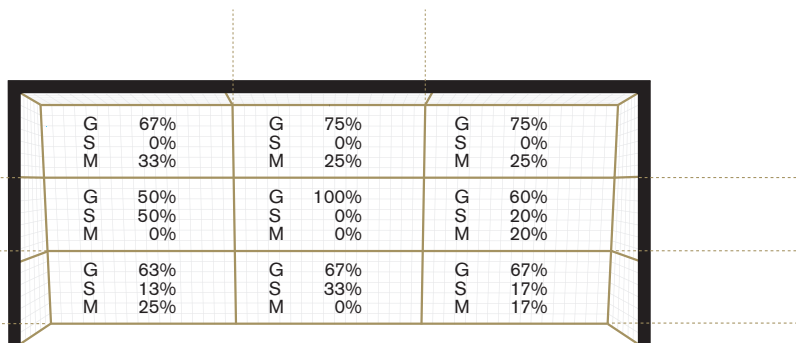 G 67% G 75% G 75%
S 0% S 0% S 0%
M 33% M 25% M 25%
G 50% G 100% G 60%
S 50% S 0% S 20%
M 0% M 0% M 20%
G 63% G 67% G 67%
S 13% S 33% S 17%
M 25% M 0% M 17%